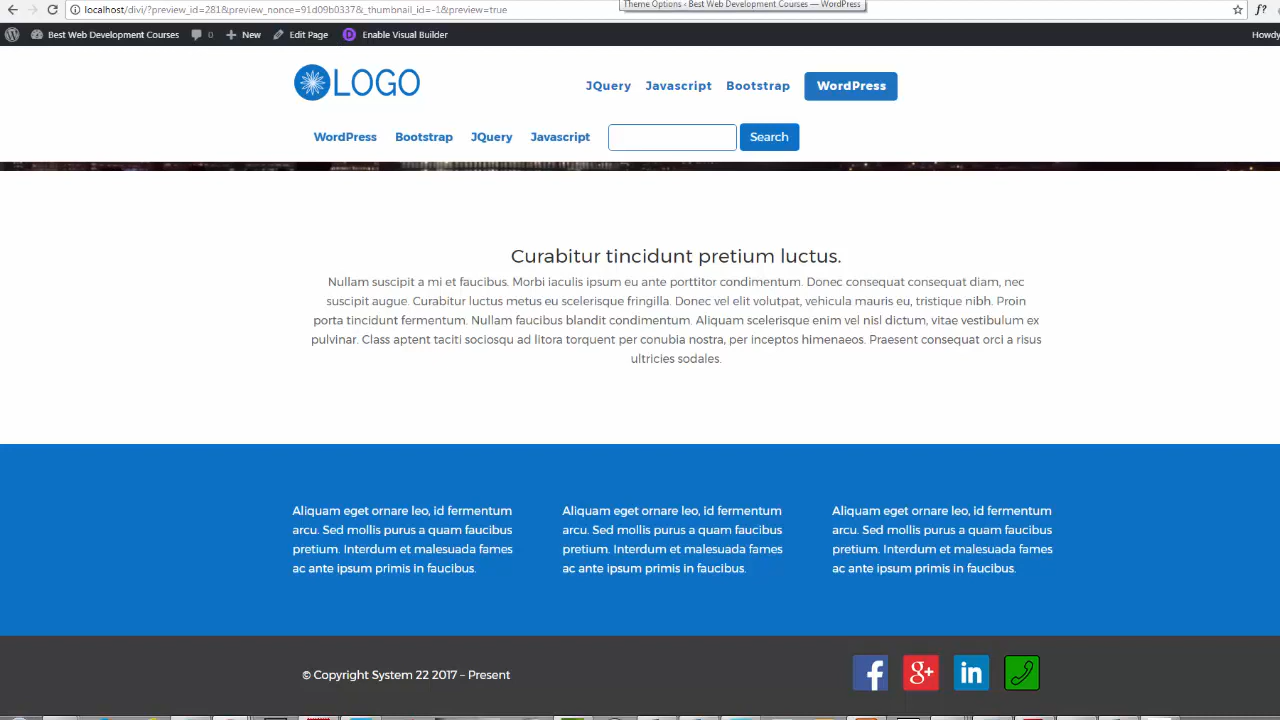 Theme Options ‹ Best Web Development Courses — WordPress
localhost/divi/?preview_id=281&preview_nonce=91d09b0337&_thumbnail_id=-1&preview=true
Best Web Development Courses 0 New Edit Page Enable Visual Builder Howdy
LOGO
JQuery Javascript Bootstrap WordPress
WordPress Bootstrap JQuery Javascript Search
Curabitur tincidunt pretium luctus.
Nullam suscipit a mi et faucibus. Morbi iaculis ipsum eu ante porttitor condimentum. Donec consequat consequat diam, nec
suscipit augue. Curabitur luctus metus eu scelerisque fringilla. Donec vel elit volutpat, vehicula mauris eu, tristique nibh. Proin
porta tincidunt fermentum. Nullam faucibus blandit condimentum. Aliquam scelerisque enim vel nisl dictum, vitae vestibulum ex
pulvinar. Class aptent taciti sociosqu ad litora torquent per conubia nostra, per inceptos himenaeos. Praesent consequat orci a risus
ultricies sodales.
Aliquam eget ornare leo, id fermentum
arcu. Sed mollis purus a quam faucibus
pretium. Interdum et malesuada fames
ac ante ipsum primis in faucibus.
Aliquam eget ornare leo, id fermentum
arcu. Sed mollis purus a quam faucibus
pretium. Interdum et malesuada fames
ac ante ipsum primis in faucibus.
Aliquam eget ornare leo, id fermentum
arcu. Sed mollis purus a quam faucibus
pretium. Interdum et malesuada fames
ac ante ipsum primis in faucibus.
© Copyright System 22 2017 – Present
f g+ in